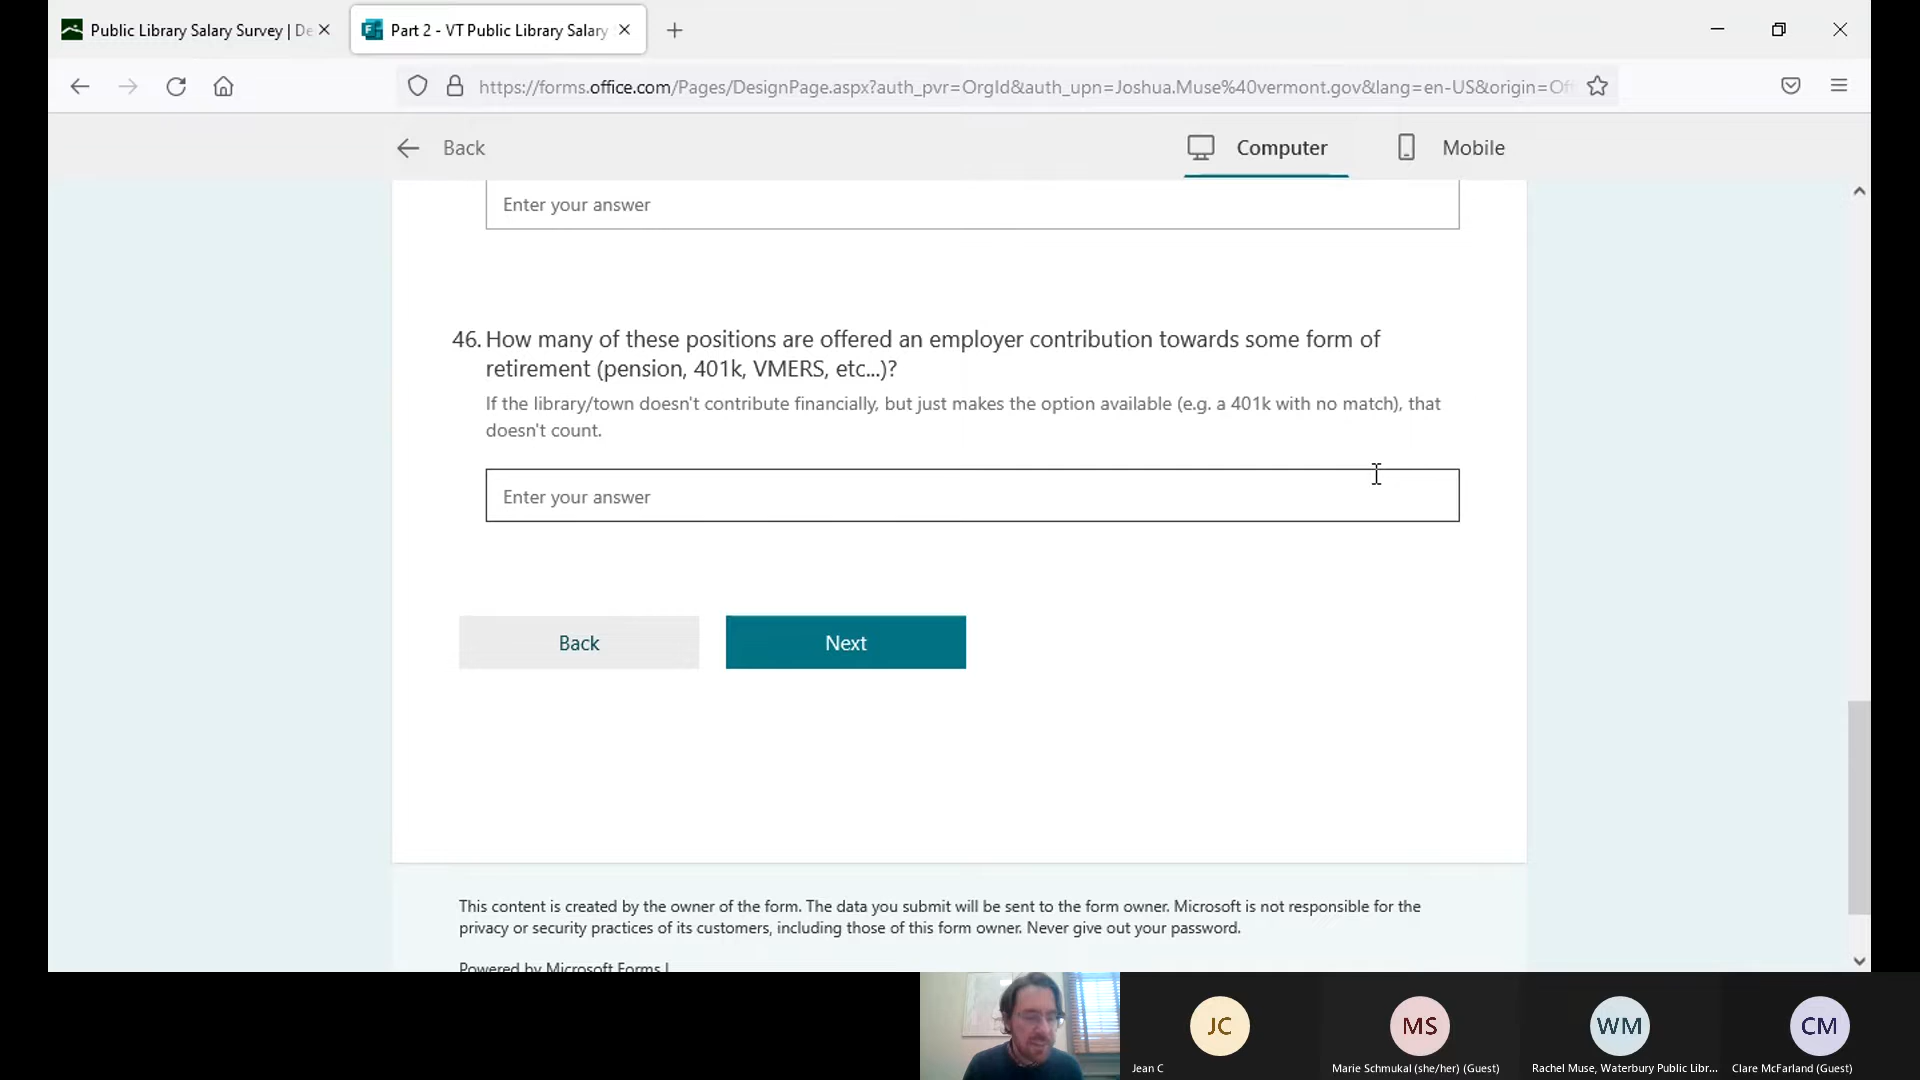 Public Library Salary Survey | De
Part 2 - VT Public Library Salary
https://forms.office.com/Pages/DesignPage.aspx?auth_pvr=OrgId&auth_upn=Joshua.Muse%40vermont.gov&lang=en-US&origin=Off
Back
Computer
Mobile
Enter your answer
46. How many of these positions are offered an employer contribution towards some form of
retirement (pension, 401k, VMERS, etc...)?
If the library/town doesn't contribute financially, but just makes the option available (e.g. a 401k with no match), that
doesn't count.
Enter your answer
Back
Next
This content is created by the owner of the form. The data you submit will be sent to the form owner. Microsoft is not responsible for the
privacy or security practices of its customers, including those of this form owner. Never give out your password.
Powered by Microsoft Forms |
JC
MS
WM
CM
Jean C
Marie Schmukal (she/her) (Guest)
Rachel Muse, Waterbury Public Libr...
Clare McFarland (Guest)